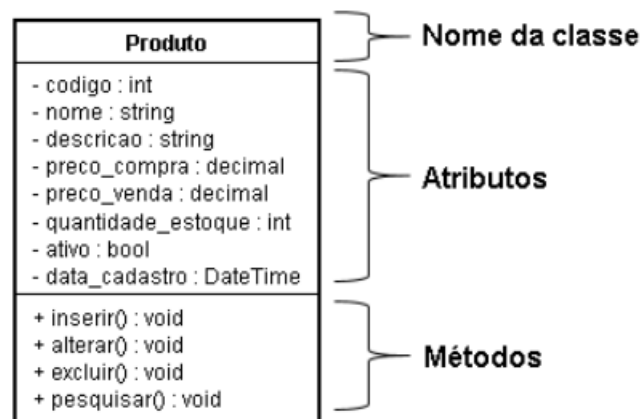 Produto
Nome da classe
- codigo : int
- nome : string
- descricao : string
- preco_compra : decimal
- preco_venda : decimal
- quantidade_estoque : int
- ativo : bool
- data_cadastro : DateTime
Atributos
+ inserir() : void
+ alterar() : void
+ excluir() : void
+ pesquisar() : void
Métodos